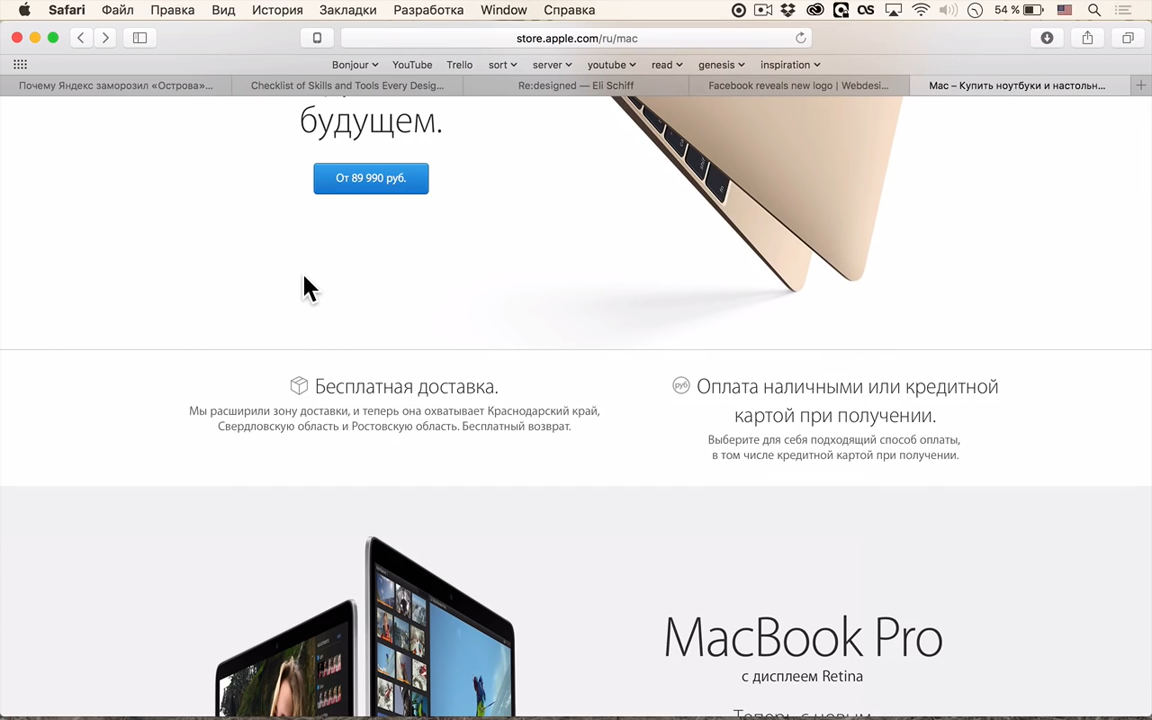 Safari Файл Правка Вид История Закладки Разработка Window Справка 54 %
store.apple.com/ru/mac
Bonjour YouTube Trello sort server youtube read genesis inspiration
Почему Яндекс заморозил «Острова»... Checklist of Skills and Tools Every Desig... Re:designed — Eli Schiff Facebook reveals new logo | Webdesi... Mac – Купить ноутбуки и настольн...
будущем.
От 89 990 руб.
Бесплатная доставка.
Мы расширили зону доставки, и теперь она охватывает Краснодарский край,
Свердловскую область и Ростовскую область. Бесплатный возврат.
руб Оплата наличными или кредитной
картой при получении.
Выберите для себя подходящий способ оплаты,
в том числе кредитной картой при получении.
MacBook Pro
с дисплеем Retina
Теперь с новым